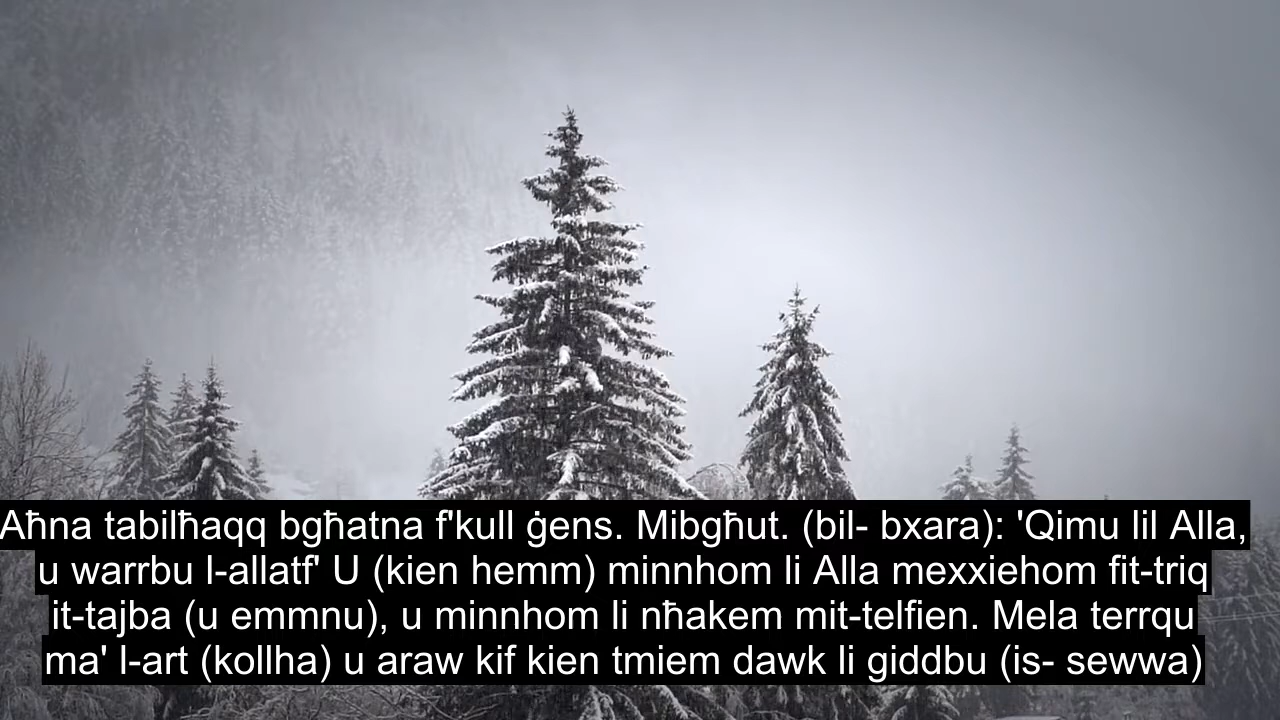 Aħna tabilħaqq bgħatna f'kull ġens. Mibgħut. (bil- bxara): 'Qimu lil Alla,
u warrbu l-allatf' U (kien hemm) minnhom li Alla mexxiehom fit-triq
it-tajba (u emmnu), u minnhom li nħakem mit-telfien. Mela terrqu
ma' l-art (kollha) u araw kif kien tmiem dawk li giddbu (is- sewwa)